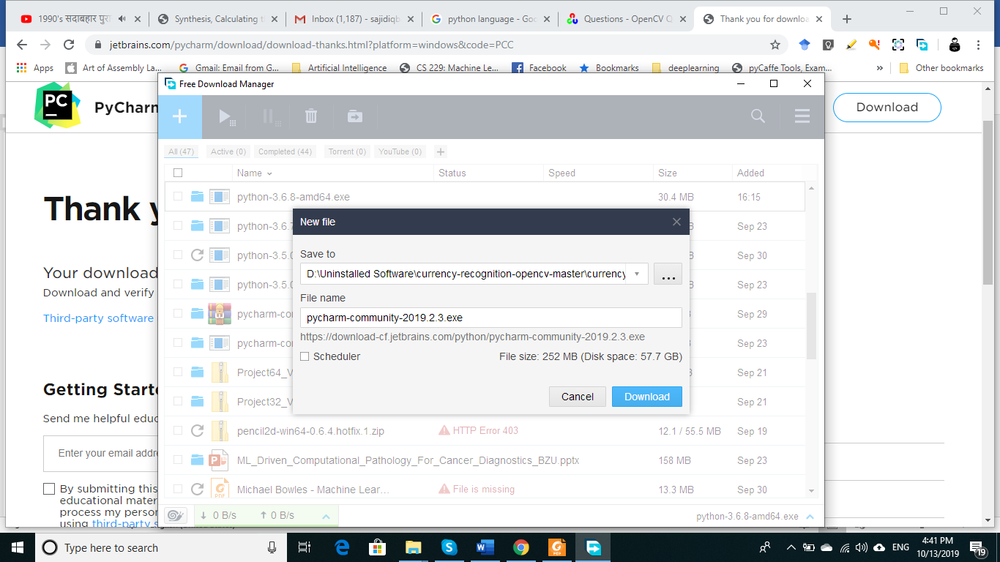 1990's सदाबहार पुरा
Synthesis, Calculating t
Inbox (1,187) - sajidiqb
python language - Goo
Questions - OpenCV Q
Thank you for downloa
jetbrains.com/pycharm/download/download-thanks.html?platform=windows&code=PCC
Apps
Art of Assembly La...
Gmail: Email from G...
Artificial Intelligence
CS 229: Machine Le...
Facebook
Bookmarks
deeplearning
pyCaffe Tools, Exam...
»
Other bookmarks
PC
PyCharm
Download
Free Download Manager
All (47)
Active (0)
Completed (44)
Torrent (0)
YouTube (0)
+
Name
Status
Speed
Size
Added
python-3.6.8-amd64.exe
30.4 MB
16:15
python-3.6.7
B
Sep 23
python-3.5.0
B
Sep 30
python-3.5.0
B
Sep 23
pycharm-co
Sep 29
pycharm-co
Sep 23
Project64_V
Sep 21
Project32_V
Sep 21
pencil2d-win64-0.6.4.hotfix.1.zip
HTTP Error 403
12.1 / 55.5 MB
Sep 19
ML_Driven_Computational_Pathology_For_Cancer_Diagnostics_BZU.pptx
158 MB
Sep 23
Michael Bowles - Machine Lear...
File is missing
13.3 MB
Sep 30
New file
Save to
D:\Uninstalled Software\currency-recognition-opencv-master\currency
...
File name
pycharm-community-2019.2.3.exe
https://download-cf.jetbrains.com/python/pycharm-community-2019.2.3.exe
Scheduler
File size: 252 MB (Disk space: 57.7 GB)
Cancel
Download
0 B/s
0 B/s
python-3.6.8-amd64.exe
Thank y
Your download
Download and verify
Third-party software
Getting Starte
Send me helpful educ
Enter your email addre
By submitting this
educational mater
process my person
using third-party s
Type here to search
ENG
4:41 PM
10/13/2019
19